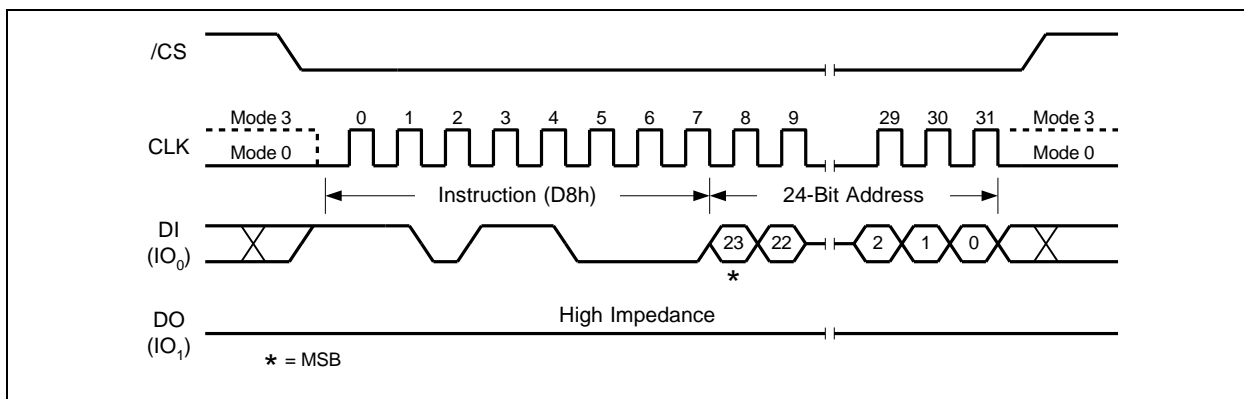 /CS
Mode 3 0 1 2 3 4 5 6 7 8 9 29 30 31 Mode 3
CLK
Mode 0 Mode 0
Instruction (D8h) 24-Bit Address
DI
(IO0)
23 22 2 1 0
*
High Impedance
DO
(IO1)
* = MSB